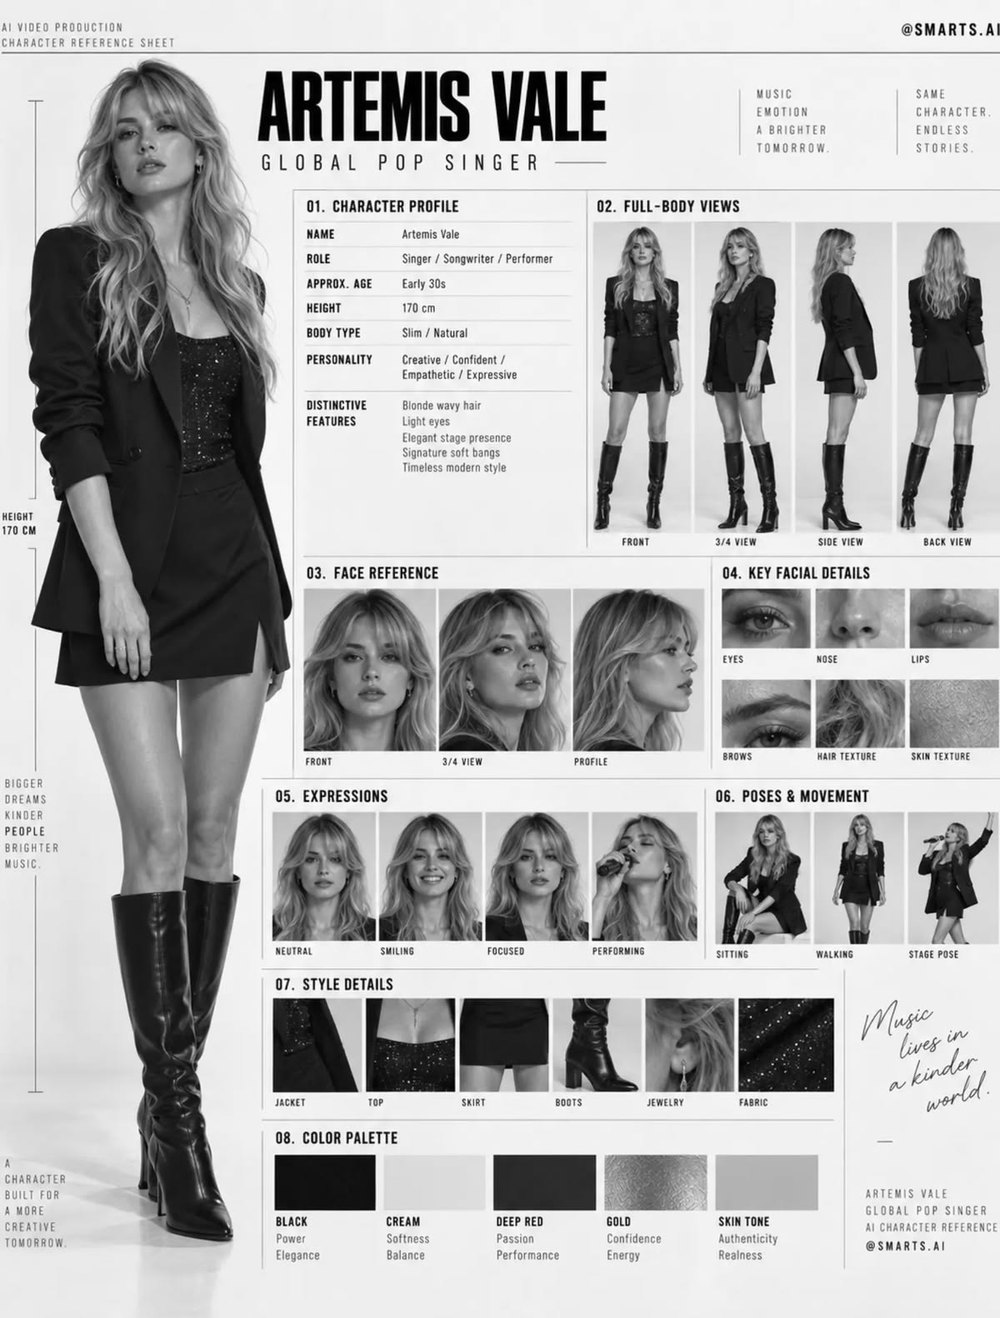 AI VIDEO PRODUCTION
CHARACTER REFERENCE SHEET
@SMARTS.AI
ARTEMIS VALE
GLOBAL POP SINGER
MUSIC
EMOTION
A BRIGHTER
TOMORROW.
SAME
CHARACTER.
ENDLESS
STORIES.
HEIGHT
170 CM
BIGGER
DREAMS
KINDER
PEOPLE
BRIGHTER
MUSIC.
A
CHARACTER
BUILT FOR
A MORE
CREATIVE
TOMORROW.
01. CHARACTER PROFILE
NAME Artemis Vale
ROLE Singer / Songwriter / Performer
APPROX. AGE Early 30s
HEIGHT 170 cm
BODY TYPE Slim / Natural
PERSONALITY Creative / Confident /
Empathetic / Expressive
DISTINCTIVE Blonde wavy hair
FEATURES Light eyes
Elegant stage presence
Signature soft bangs
Timeless modern style
02. FULL-BODY VIEWS
FRONT 3/4 VIEW SIDE VIEW BACK VIEW
03. FACE REFERENCE
FRONT 3/4 VIEW PROFILE
04. KEY FACIAL DETAILS
EYES NOSE LIPS
BROWS HAIR TEXTURE SKIN TEXTURE
05. EXPRESSIONS
NEUTRAL SMILING FOCUSED PERFORMING
06. POSES & MOVEMENT
SITTING WALKING STAGE POSE
07. STYLE DETAILS
JACKET TOP SKIRT BOOTS JEWELRY FABRIC
Music
lives in
a kinder
world.
08. COLOR PALETTE
BLACK CREAM DEEP RED GOLD SKIN TONE
Power Softness Passion Confidence Authenticity
Elegance Balance Performance Energy Realness
ARTEMIS VALE
GLOBAL POP SINGER
AI CHARACTER REFERENCE
@SMARTS.AI